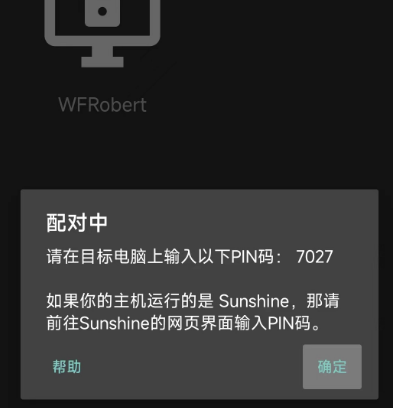 WFRobert
配对中
请在目标电脑上输入以下PIN码： 7027
如果你的主机运行的是 Sunshine，那请
前往Sunshine的网页界面输入PIN码。
帮助 确定